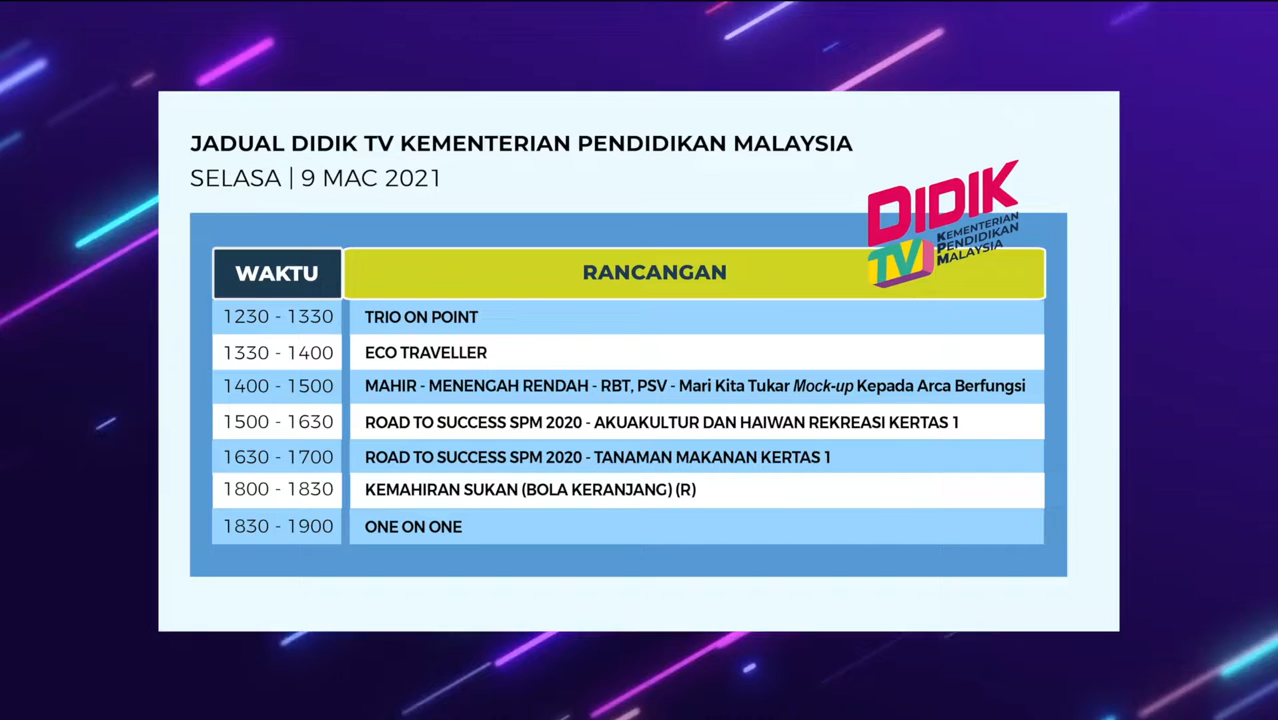 JADUAL DIDIK TV KEMENTERIAN PENDIDIKAN MALAYSIA
SELASA | 9 MAC 2021
DIDIK
TV
KEMENTERIAN
PENDIDIKAN
MALAYSIA
WAKTU RANCANGAN
1230 - 1330 TRIO ON POINT
1330 - 1400 ECO TRAVELLER
1400 - 1500 MAHIR - MENENGAH RENDAH - RBT, PSV - Mari Kita Tukar Mock-up Kepada Arca Berfungsi
1500 - 1630 ROAD TO SUCCESS SPM 2020 - AKUAKULTUR DAN HAIWAN REKREASI KERTAS 1
1630 - 1700 ROAD TO SUCCESS SPM 2020 - TANAMAN MAKANAN KERTAS 1
1800 - 1830 KEMAHIRAN SUKAN (BOLA KERANJANG) (R)
1830 - 1900 ONE ON ONE